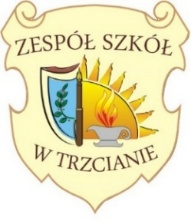 ZESPÓŁ SZKÓŁ
W TRZCIANIE